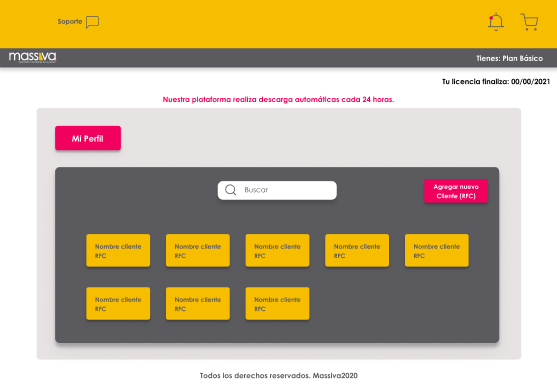 Soporte
massiva
Tienes: Plan Básico
Tu licencia finaliza: 00/00/2021
Nuestra plataforma realiza descarga automáticas cada 24 horas.
Mi Perfil
Buscar
Agregar nuevo
Cliente (RFC)
Nombre cliente
RFC
Nombre cliente
RFC
Nombre cliente
RFC
Nombre cliente
RFC
Nombre cliente
RFC
Nombre cliente
RFC
Nombre cliente
RFC
Nombre cliente
RFC
Todos los derechos reservados. Massiva2020